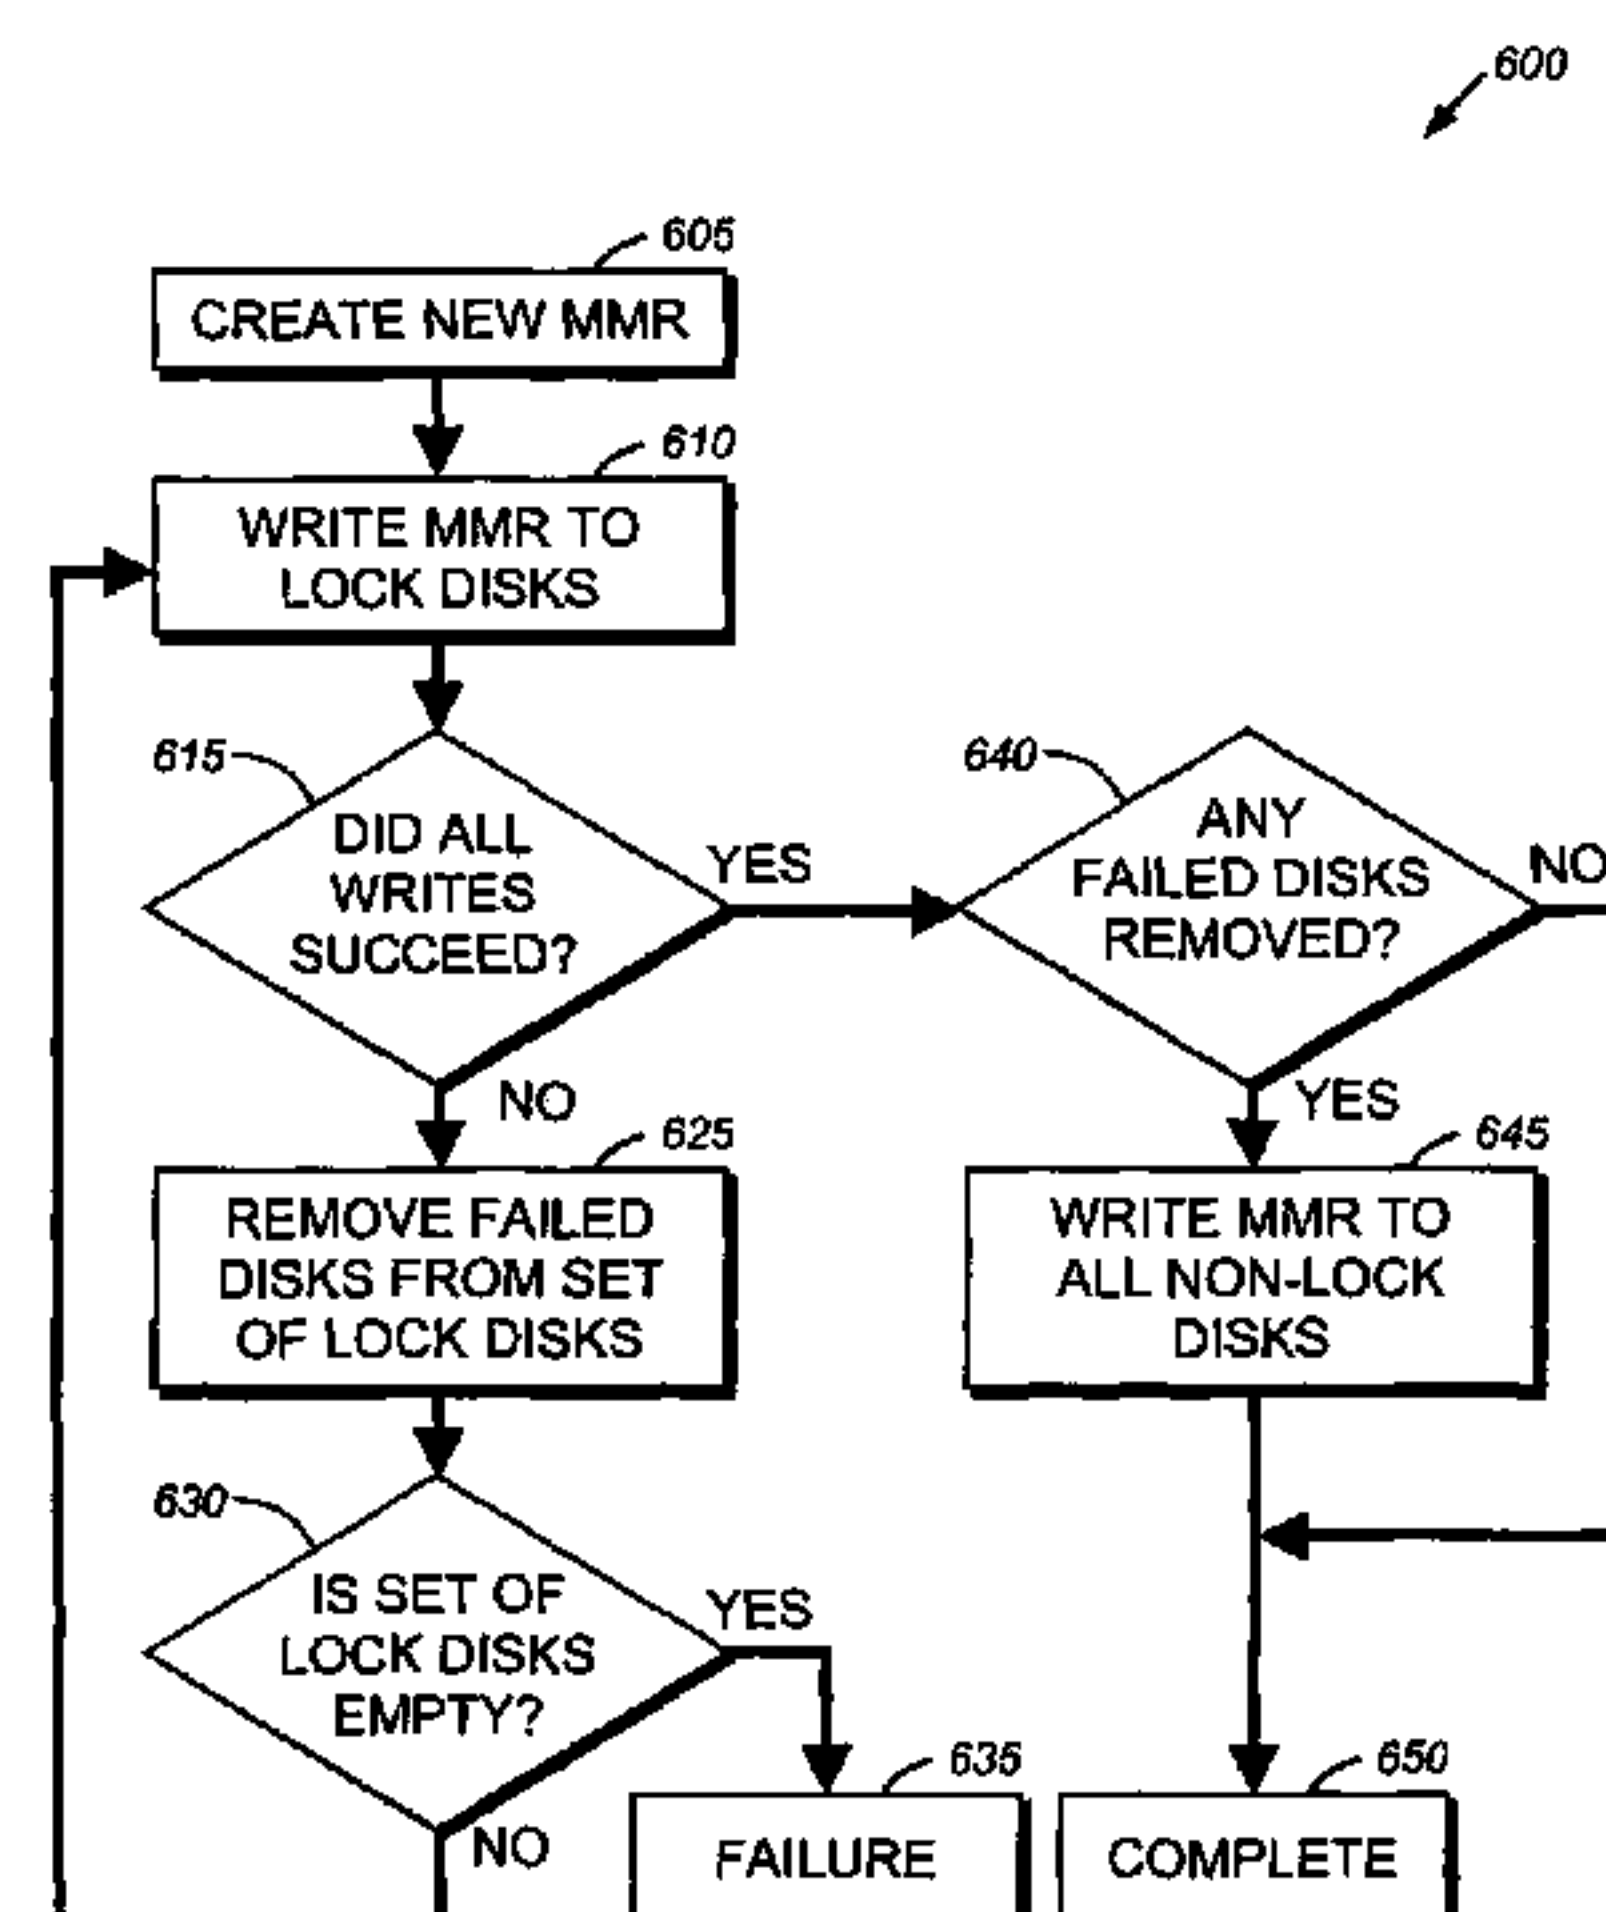 600
605
CREATE NEW MMR
610
WRITE MMR TO
LOCK DISKS
615
DID ALL
WRITES
SUCCEED?
YES
NO
640
ANY
FAILED DISKS
REMOVED?
NO
YES
625
REMOVE FAILED
DISKS FROM SET
OF LOCK DISKS
645
WRITE MMR TO
ALL NON-LOCK
DISKS
630
IS SET OF
LOCK DISKS
EMPTY?
YES
NO
635
FAILURE
650
COMPLETE